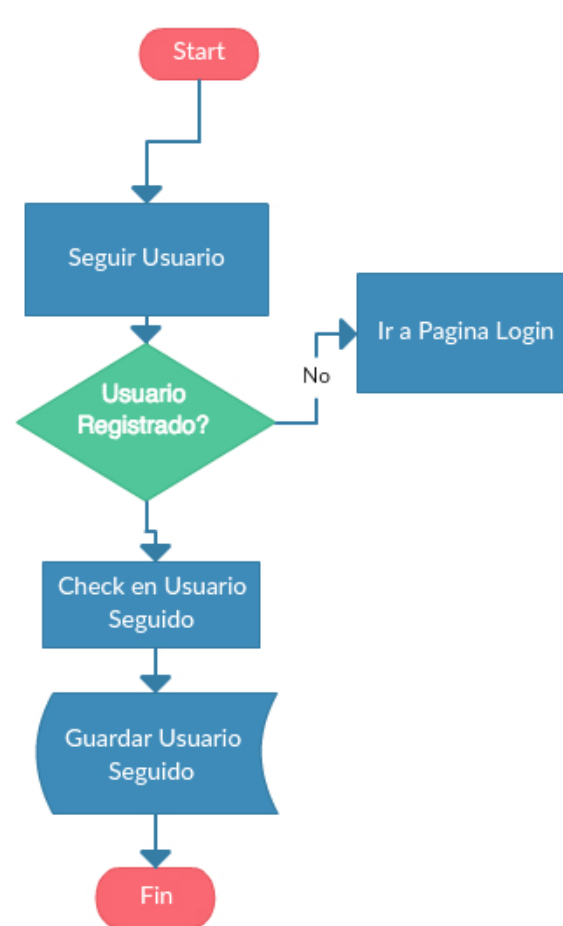 Start
Seguir Usuario
Ir a Pagina Login
No
Usuario
Registrado?
Check en Usuario
Seguido
Guardar Usuario
Seguido
Fin